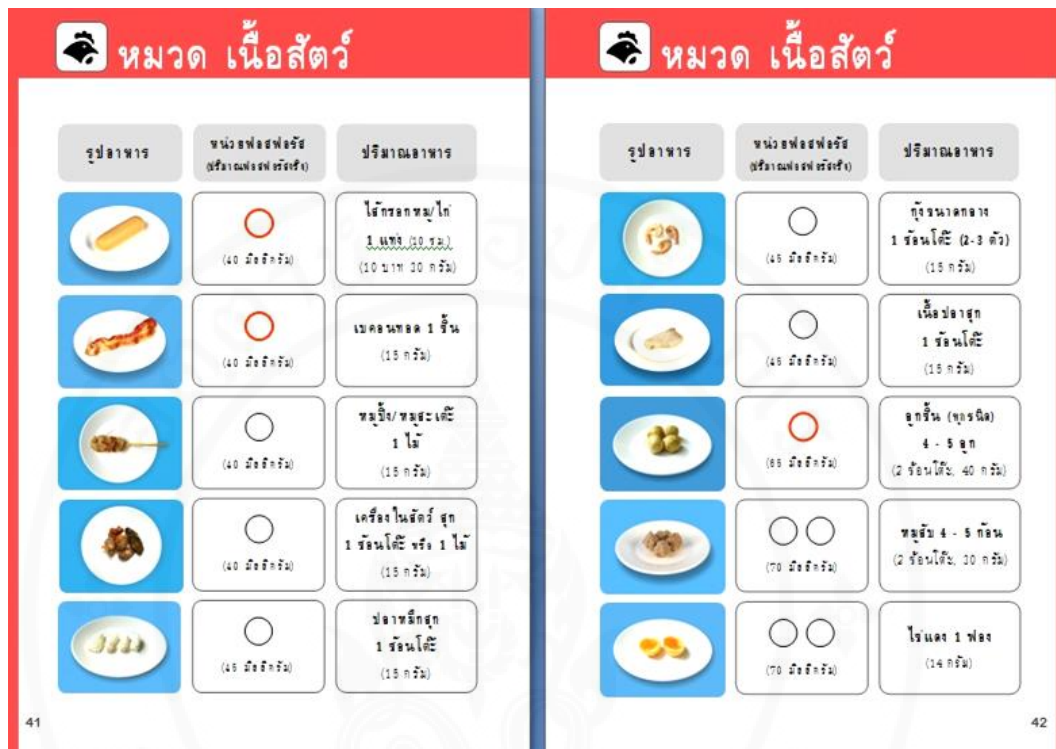 หมวด เนื้อสัตว์
รูปอาหาร
หน่วยฟอสฟอรัส
(ปริมาณฟอสฟอรัสจริง)
ปริมาณอาหาร
(40 มิลลิกรัม)
ไส้กรอกหมู/ไก่
1 แท่ง (10 ซม.)
(10 บาท 30 กรัม)
(40 มิลลิกรัม)
เบคอนทอด 1 ชิ้น
(15 กรัม)
(40 มิลลิกรัม)
หมูปิ้ง/หมูสะเต๊ะ
1 ไม้
(15 กรัม)
(40 มิลลิกรัม)
เครื่องในสัตว์ สุก
1 ช้อนโต๊ะ หรือ 1 ไม้
(15 กรัม)
(45 มิลลิกรัม)
ปลาหมึกสุก
1 ช้อนโต๊ะ
(15 กรัม)
41
หมวด เนื้อสัตว์
รูปอาหาร
หน่วยฟอสฟอรัส
(ปริมาณฟอสฟอรัสจริง)
ปริมาณอาหาร
(45 มิลลิกรัม)
กุ้งขนาดกลาง
1 ช้อนโต๊ะ (2-3 ตัว)
(15 กรัม)
(45 มิลลิกรัม)
เนื้อปลาสุก
1 ช้อนโต๊ะ
(15 กรัม)
(65 มิลลิกรัม)
ลูกชิ้น (ทุกชนิด)
4 - 5 ลูก
(2 ช้อนโต๊ะ, 40 กรัม)
(70 มิลลิกรัม)
หมูสับ 4 - 5 ก้อน
(2 ช้อนโต๊ะ, 30 กรัม)
(70 มิลลิกรัม)
ไข่แดง 1 ฟอง
(14 กรัม)
42